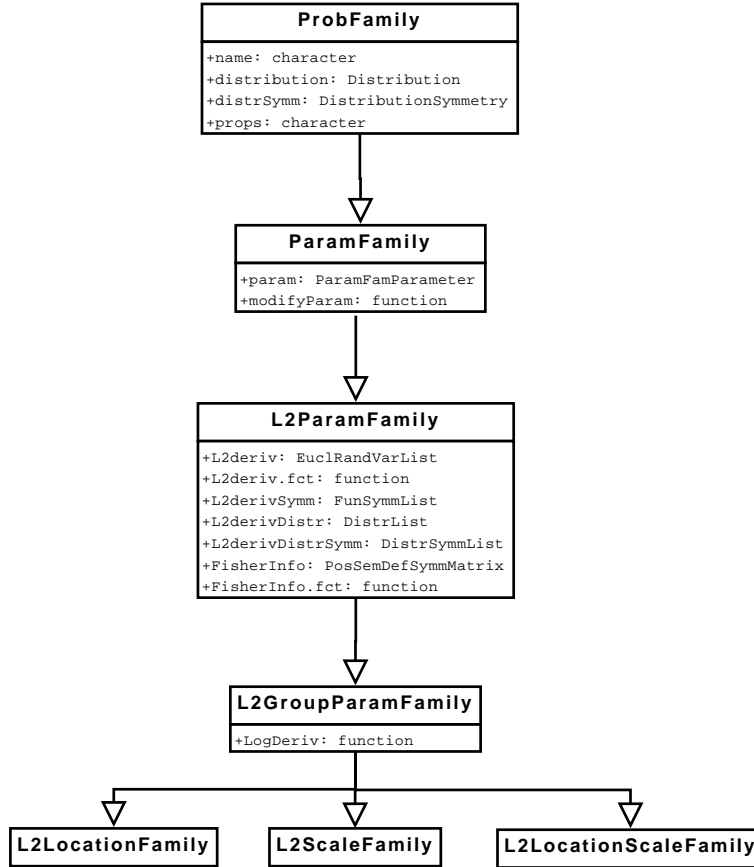 ProbFamily
+name: character
+distribution: Distribution
+distrSymm: DistributionSymmetry
+props: character
ParamFamily
+param: ParamFamParameter
+modifyParam: function
L2ParamFamily
+L2deriv: EuclRandVarList
+L2deriv.fct: function
+L2derivSymm: FunSymmList
+L2derivDistr: DistrList
+L2derivDistrSymm: DistrSymmList
+FisherInfo: PosSemDefSymmMatrix
+FisherInfo.fct: function
L2GroupParamFamily
+LogDeriv: function
L2LocationFamily
L2ScaleFamily
L2LocationScaleFamily